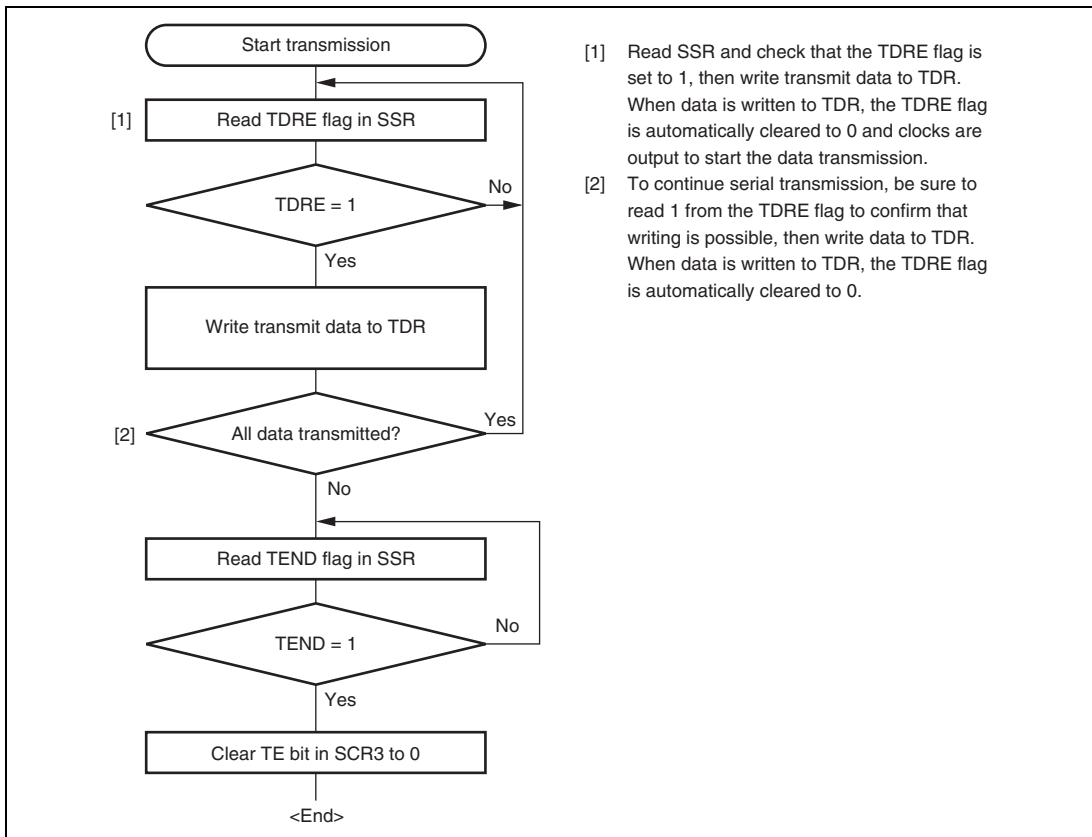 Start transmission
[1] Read TDRE flag in SSR
TDRE = 1
No
Yes
Write transmit data to TDR
[2] All data transmitted?
Yes
No
Read TEND flag in SSR
TEND = 1
No
Yes
Clear TE bit in SCR3 to 0
<End>
[1] Read SSR and check that the TDRE flag is
set to 1, then write transmit data to TDR.
When data is written to TDR, the TDRE flag
is automatically cleared to 0 and clocks are
output to start the data transmission.
[2] To continue serial transmission, be sure to
read 1 from the TDRE flag to confirm that
writing is possible, then write data to TDR.
When data is written to TDR, the TDRE flag
is automatically cleared to 0.